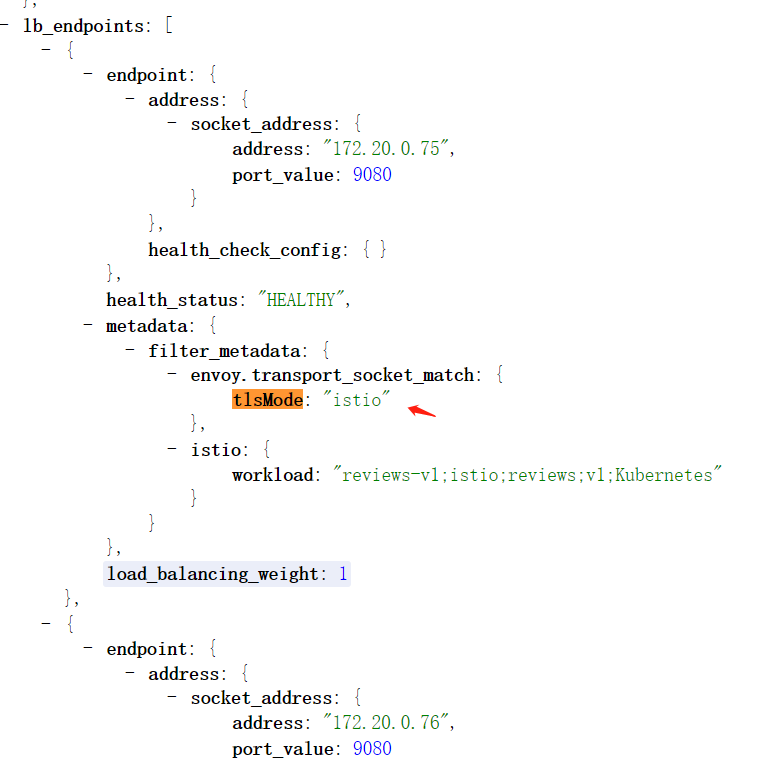 },
- lb_endpoints: [
- {
- endpoint: {
- address: {
- socket_address: {
address: "172.20.0.75",
port_value: 9080
}
},
health_check_config: { }
},
health_status: "HEALTHY",
- metadata: {
- filter_metadata: {
- envoy.transport_socket_match: {
tlsMode: "istio"
},
- istio: {
workload: "reviews-v1;istio;reviews;v1;Kubernetes"
}
}
},
load_balancing_weight: 1
},
- {
- endpoint: {
- address: {
- socket_address: {
address: "172.20.0.76",
port_value: 9080